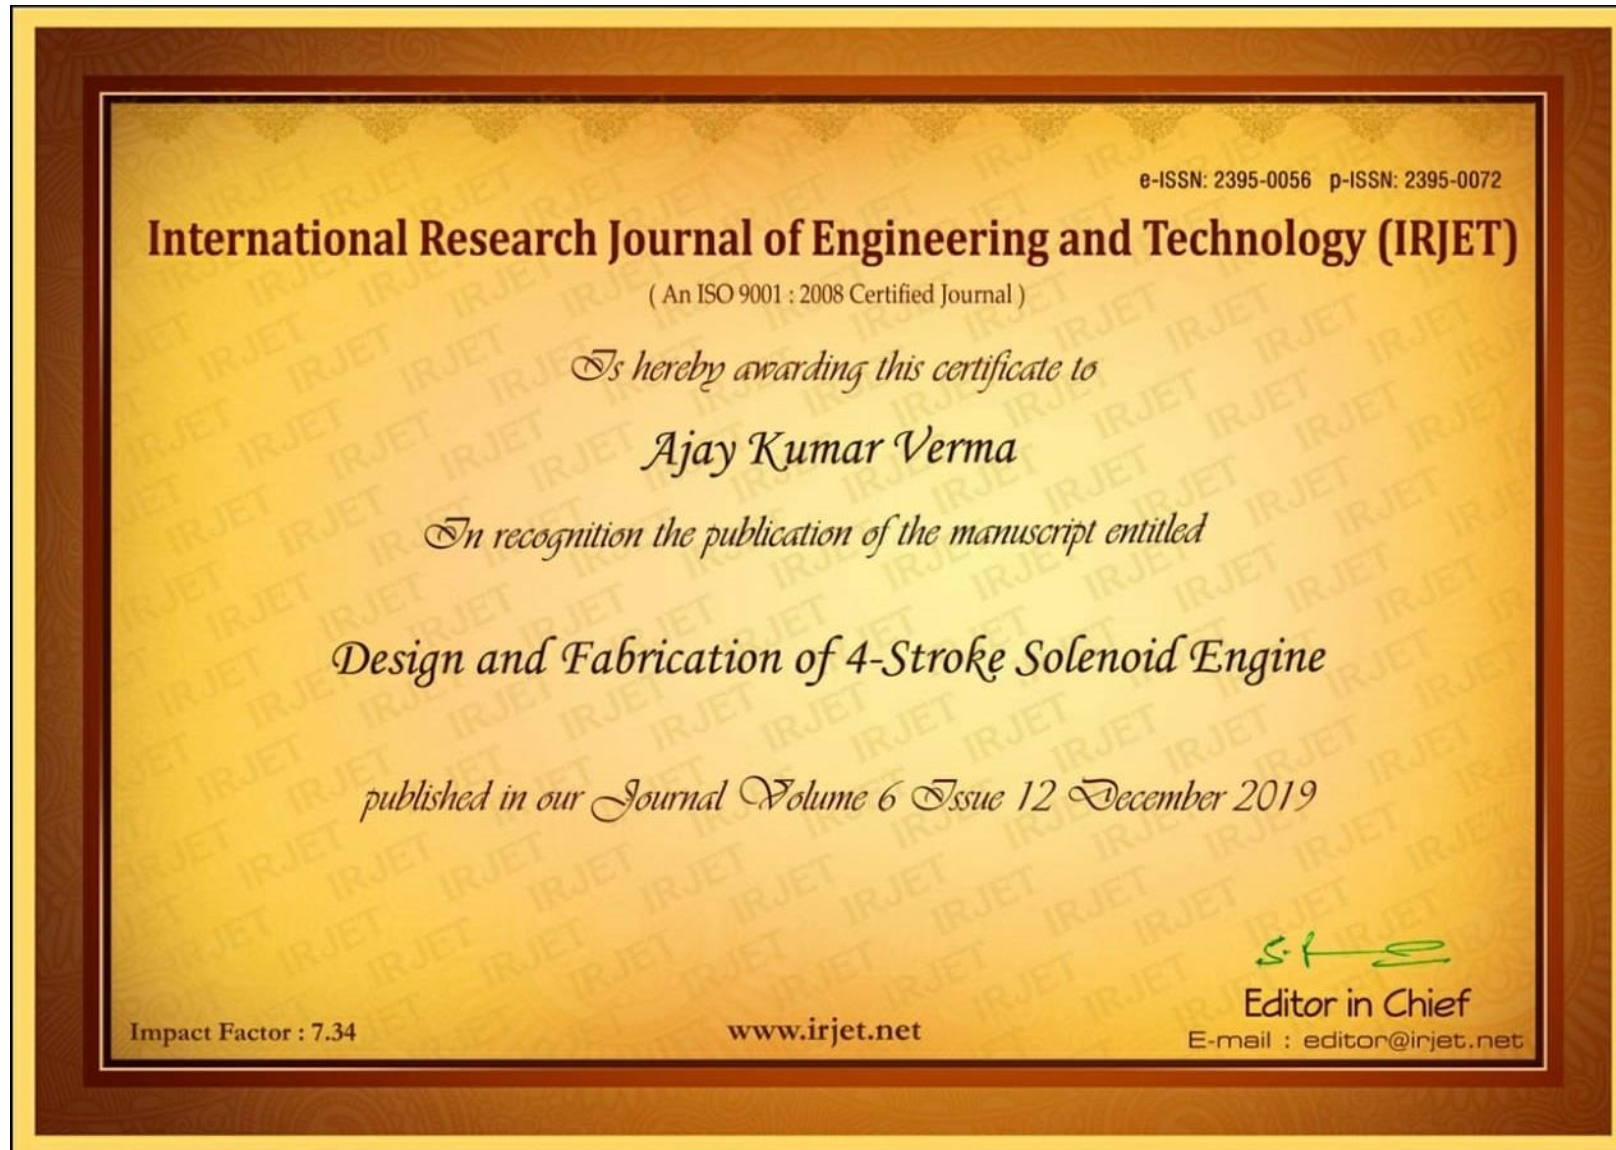 e-ISSN: 2395-0056 p-ISSN: 2395-0072
International Research Journal of Engineering and Technology (IRJET)
( An ISO 9001 : 2008 Certified Journal )
Is hereby awarding this certificate to
Ajay Kumar Verma
In recognition the publication of the manuscript entitled
Design and Fabrication of 4-Stroke Solenoid Engine
published in our Journal Volume 6 Issue 12 December 2019
Editor in Chief
Impact Factor : 7.34
www.irjet.net
E-mail : editor@irjet.net